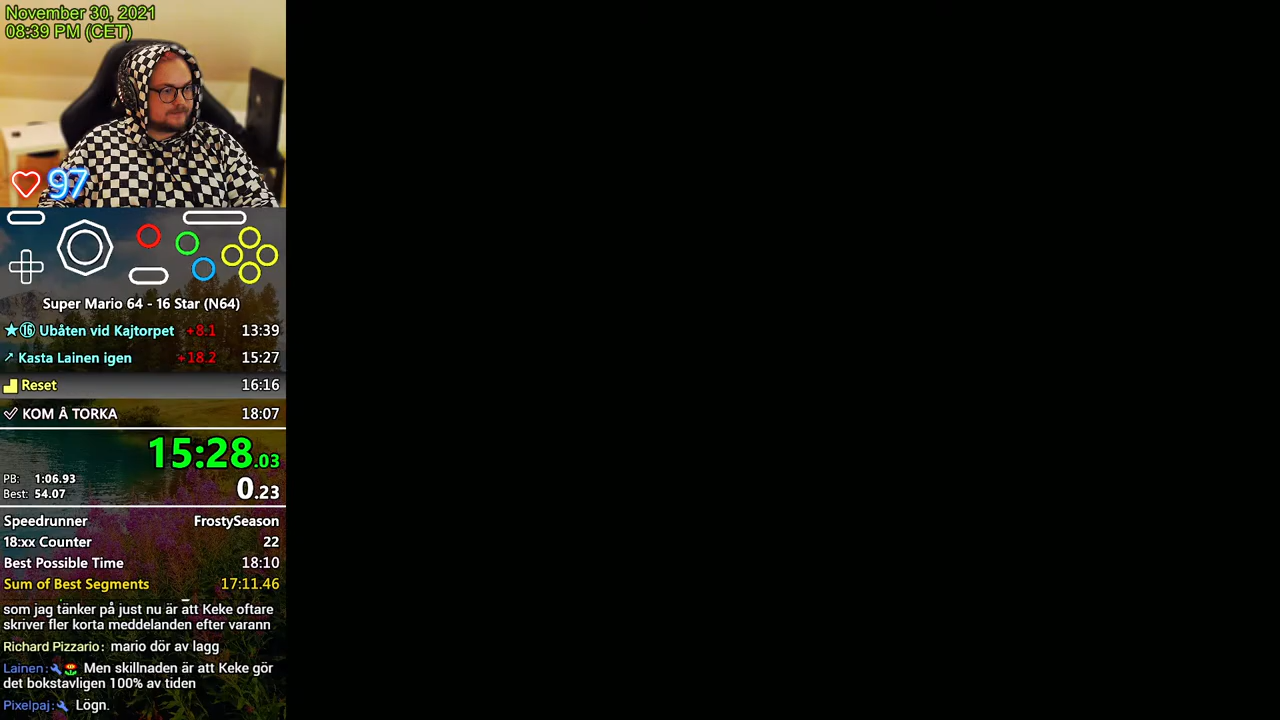 November 30, 2021
08:39 PM (CET)
97
Super Mario 64 - 16 Star (N64)
16 Ubåten vid Kajtorpet +8.1 13:39
Kasta Lainen igen +18.2 15:27
Reset 16:16
KOM Å TORKA 18:07
15:28.03
PB: 1:06.93
Best: 54.07
0.23
Speedrunner FrostySeason
18:xx Counter 22
Best Possible Time 18:10
Sum of Best Segments 17:11.46
som jag tänker på just nu är att Keke oftare
skriver fler korta meddelanden efter varann
Richard Pizzario: mario dör av lagg
Lainen: Men skillnaden är att Keke gör
det bokstavligen 100% av tiden
Pixelpaj: Lögn.